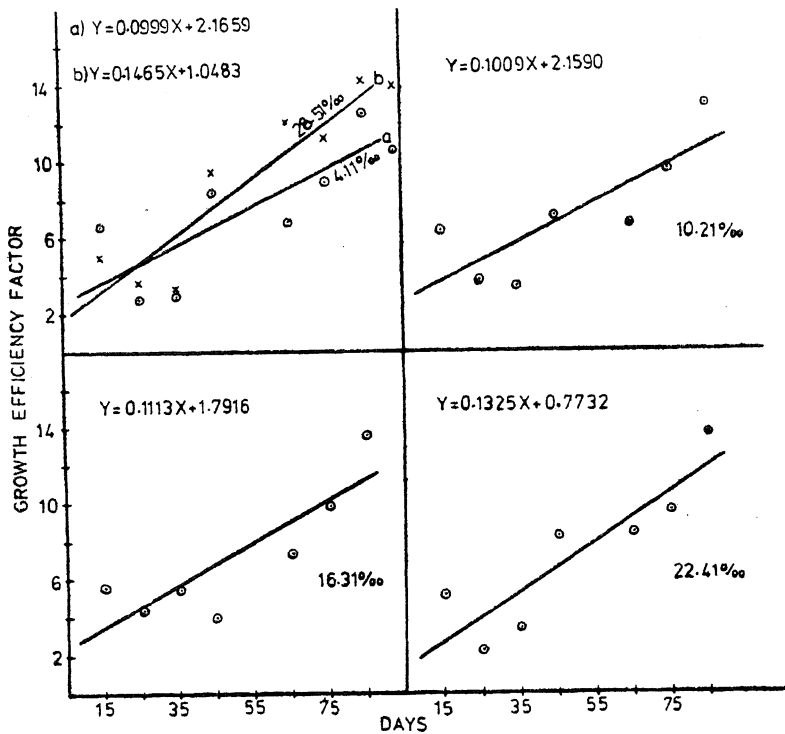 a) Y=0.0999X+2.1659
b)Y=0.1465X+1.0483
Y=0.1009X+2.1590
14
10
6
2
28.51‰
b
a
4.11‰
10.21‰
GROWTH EFFICIENCY FACTOR
Y=0.1113X+1.7916
Y=0.1325X+0.7732
14
10
6
2
16.31‰
22.41‰
15 35 75 15 35 75
DAYS